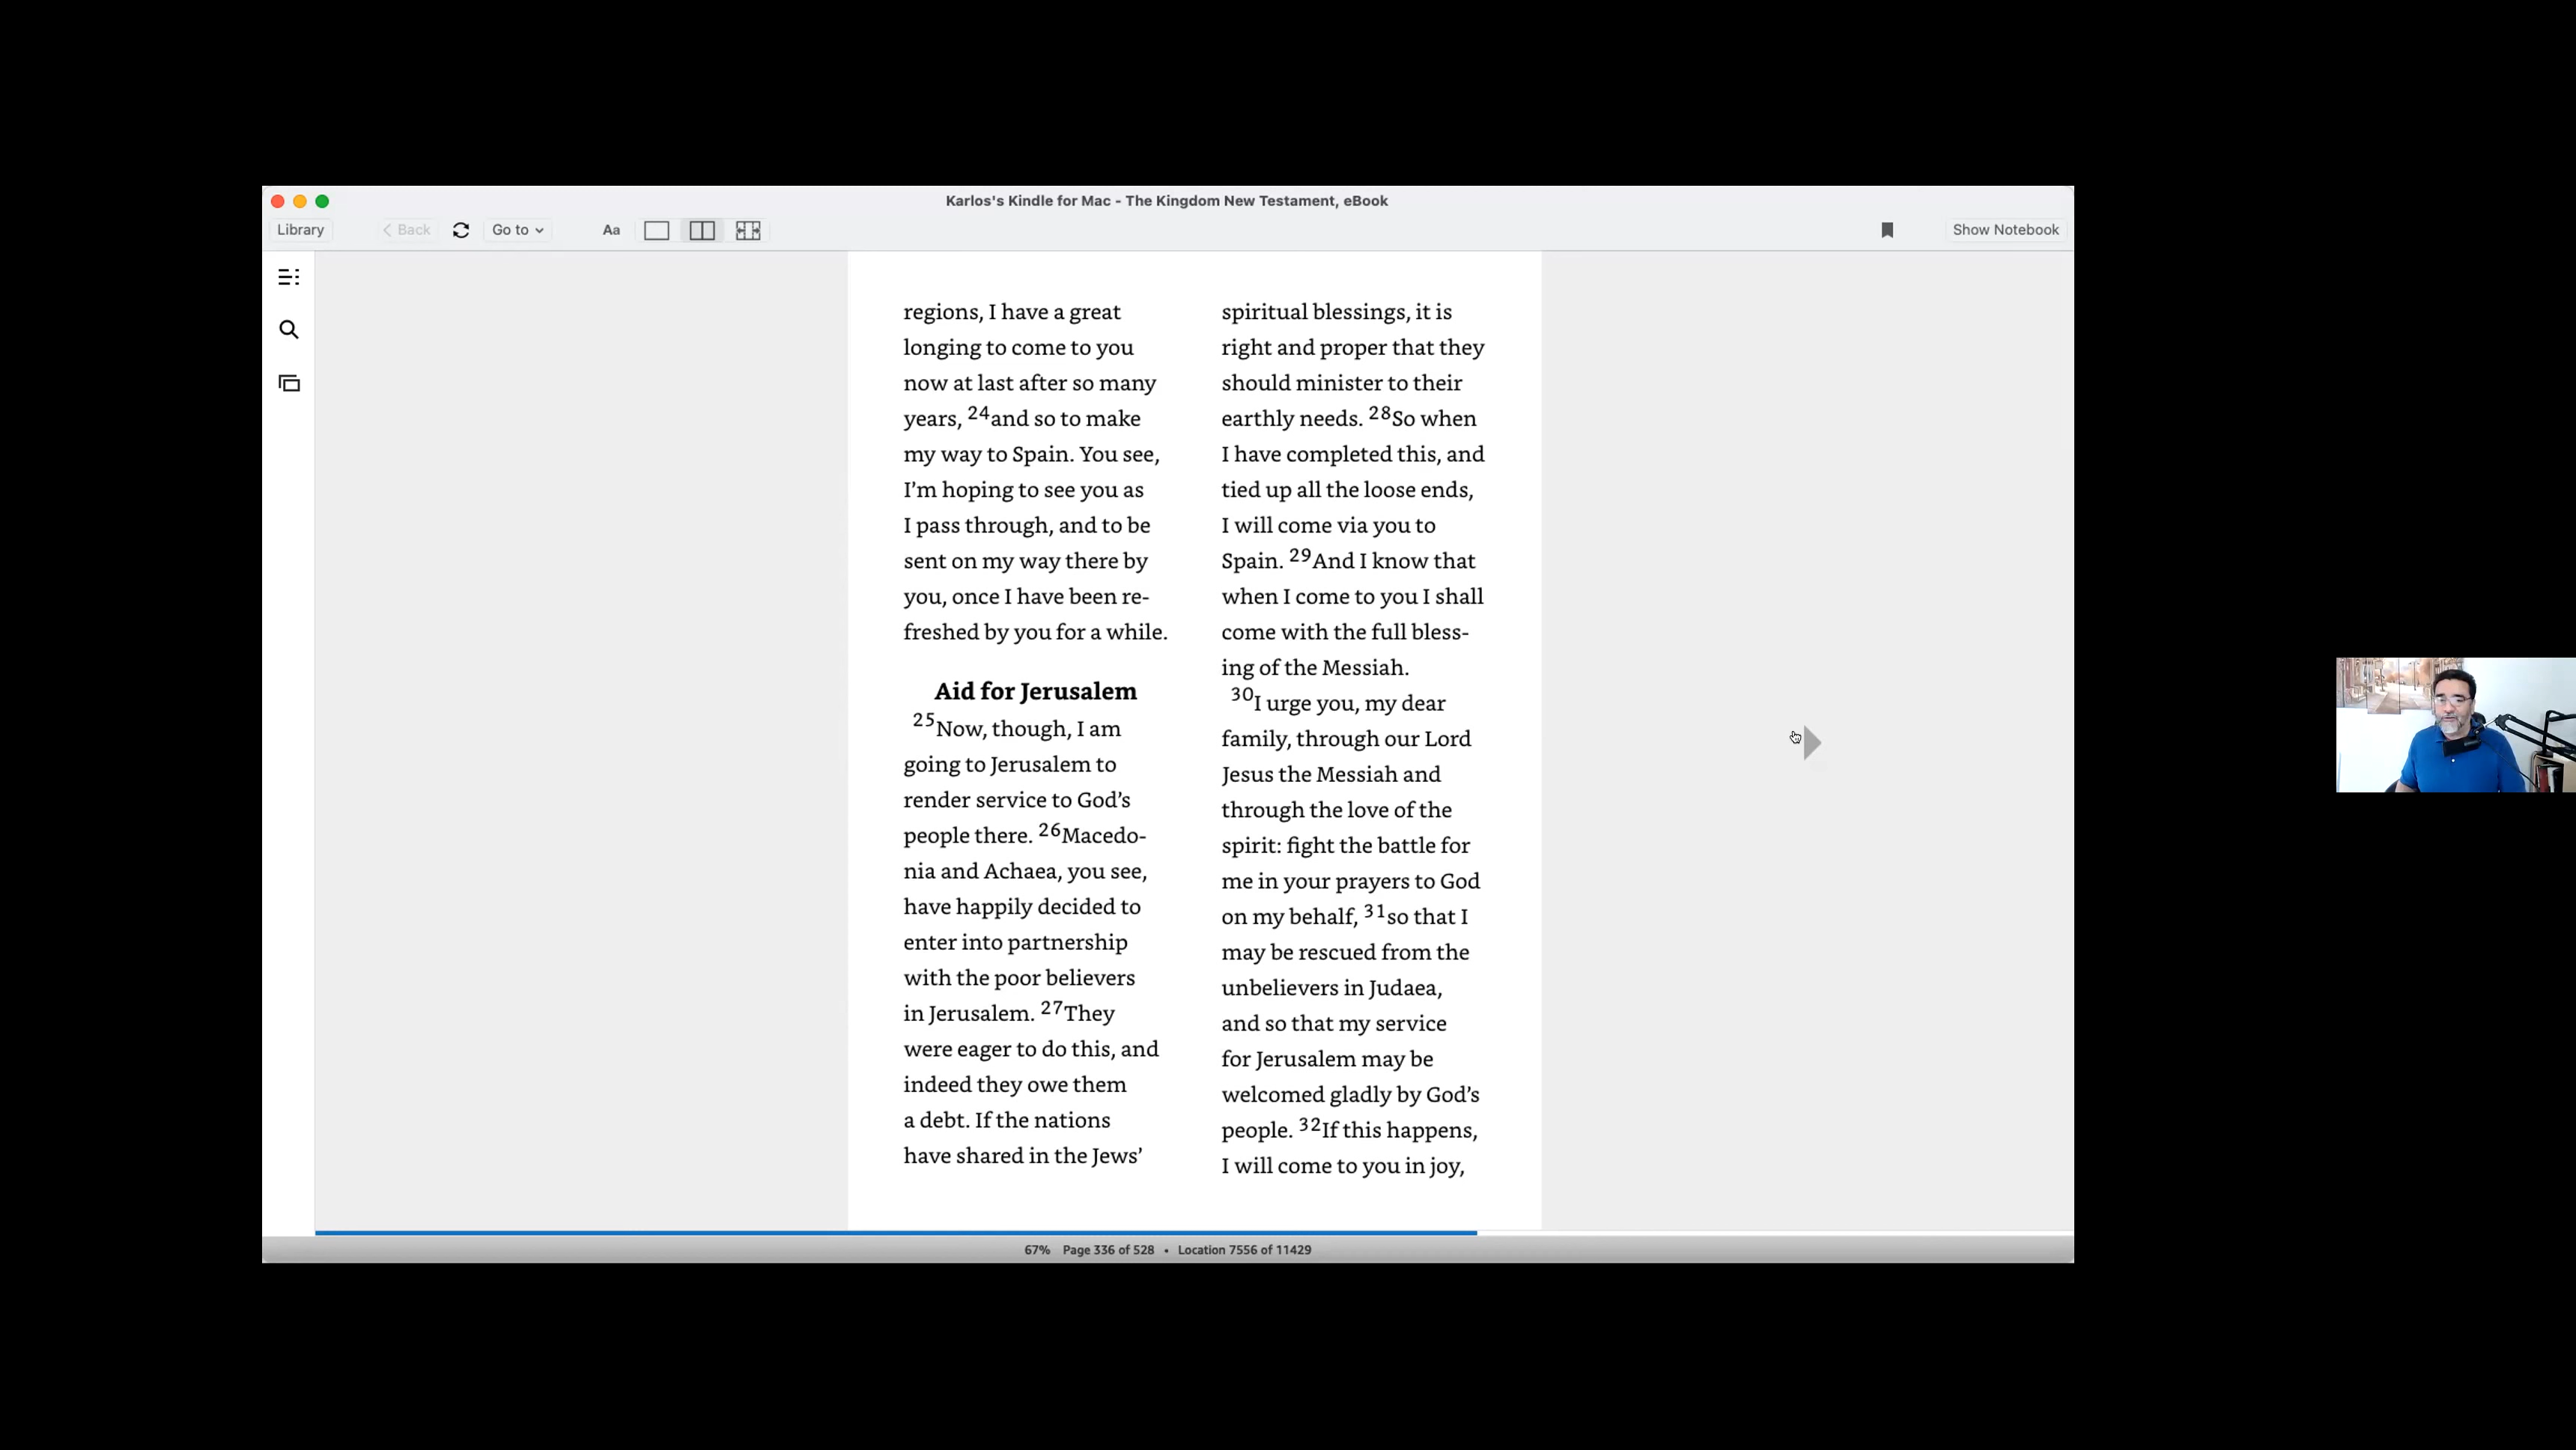 Karlos's Kindle for Mac - The Kingdom New Testament, eBook
Library
Back
Go to
Aa
Show Notebook
regions, I have a great
longing to come to you
now at last after so many
years, 24and so to make
my way to Spain. You see,
I'm hoping to see you as
I pass through, and to be
sent on my way there by
you, once I have been re-
freshed by you for a while.
Aid for Jerusalem
25Now, though, I am
going to Jerusalem to
render service to God's
people there. 26Macedo-
nia and Achaea, you see,
have happily decided to
enter into partnership
with the poor believers
in Jerusalem. 27They
were eager to do this, and
indeed they owe them
a debt. If the nations
have shared in the Jews'
spiritual blessings, it is
right and proper that they
should minister to their
earthly needs. 28So when
I have completed this, and
tied up all the loose ends,
I will come via you to
Spain. 29And I know that
when I come to you I shall
come with the full bless-
ing of the Messiah.
30I urge you, my dear
family, through our Lord
Jesus the Messiah and
through the love of the
spirit: fight the battle for
me in your prayers to God
on my behalf, 31so that I
may be rescued from the
unbelievers in Judaea,
and so that my service
for Jerusalem may be
welcomed gladly by God's
people. 32If this happens,
I will come to you in joy,
67% Page 336 of 528 • Location 7556 of 11429